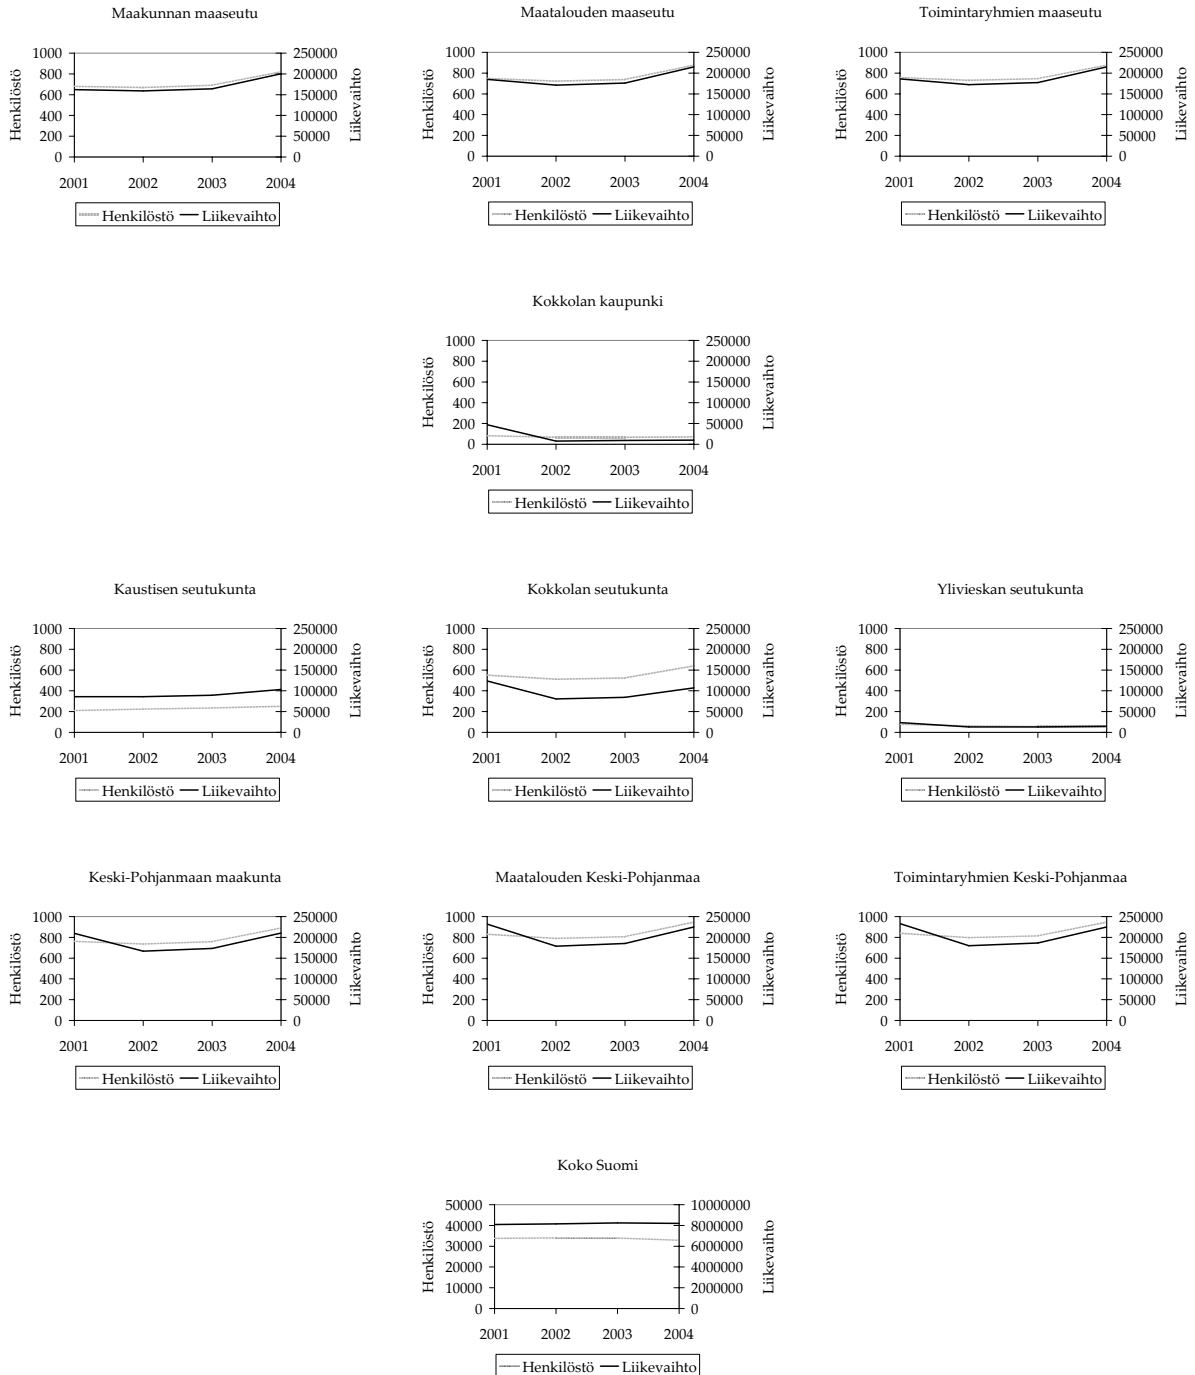 Maakunnan maaseutu
Henkilöstö
1000
800
600
400
200
0
250000
200000
150000
100000
50000
0
Liikevaihto
2001 2002 2003 2004
Henkilöstö Liikevaihto
Maatalouden maaseutu
Henkilöstö
1000
800
600
400
200
0
250000
200000
150000
100000
50000
0
Liikevaihto
2001 2002 2003 2004
Henkilöstö Liikevaihto
Toimintaryhmien maaseutu
Henkilöstö
1000
800
600
400
200
0
250000
200000
150000
100000
50000
0
Liikevaihto
2001 2002 2003 2004
Henkilöstö Liikevaihto
Kokkolan kaupunki
Henkilöstö
1000
800
600
400
200
0
250000
200000
150000
100000
50000
0
Liikevaihto
2001 2002 2003 2004
Henkilöstö Liikevaihto
Kaustisen seutukunta
Henkilöstö
1000
800
600
400
200
0
250000
200000
150000
100000
50000
0
Liikevaihto
2001 2002 2003 2004
Henkilöstö Liikevaihto
Kokkolan seutukunta
Henkilöstö
1000
800
600
400
200
0
250000
200000
150000
100000
50000
0
Liikevaihto
2001 2002 2003 2004
Henkilöstö Liikevaihto
Ylivieskan seutukunta
Henkilöstö
1000
800
600
400
200
0
250000
200000
150000
100000
50000
0
Liikevaihto
2001 2002 2003 2004
Henkilöstö Liikevaihto
Keski-Pohjanmaan maakunta
Henkilöstö
1000
800
600
400
200
0
250000
200000
150000
100000
50000
0
Liikevaihto
2001 2002 2003 2004
Henkilöstö Liikevaihto
Maatalouden Keski-Pohjanmaa
Henkilöstö
1000
800
600
400
200
0
250000
200000
150000
100000
50000
0
Liikevaihto
2001 2002 2003 2004
Henkilöstö Liikevaihto
Toimintaryhmien Keski-Pohjanmaa
Henkilöstö
1000
800
600
400
200
0
250000
200000
150000
100000
50000
0
Liikevaihto
2001 2002 2003 2004
Henkilöstö Liikevaihto
Koko Suomi
Henkilöstö
50000
40000
30000
20000
10000
0
10000000
8000000
6000000
4000000
2000000
0
Liikevaihto
2001 2002 2003 2004
Henkilöstö Liikevaihto